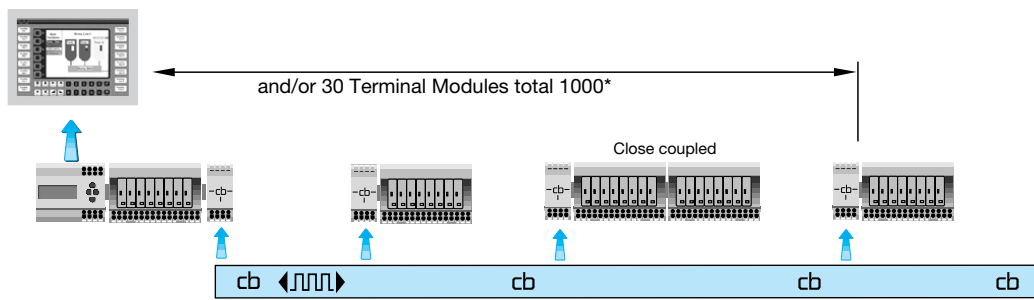 and/or 30 Terminal Modules total 1000*
Close coupled
-cb-
-cb-
-cb-
-cb-
cb
cb
cb
cb